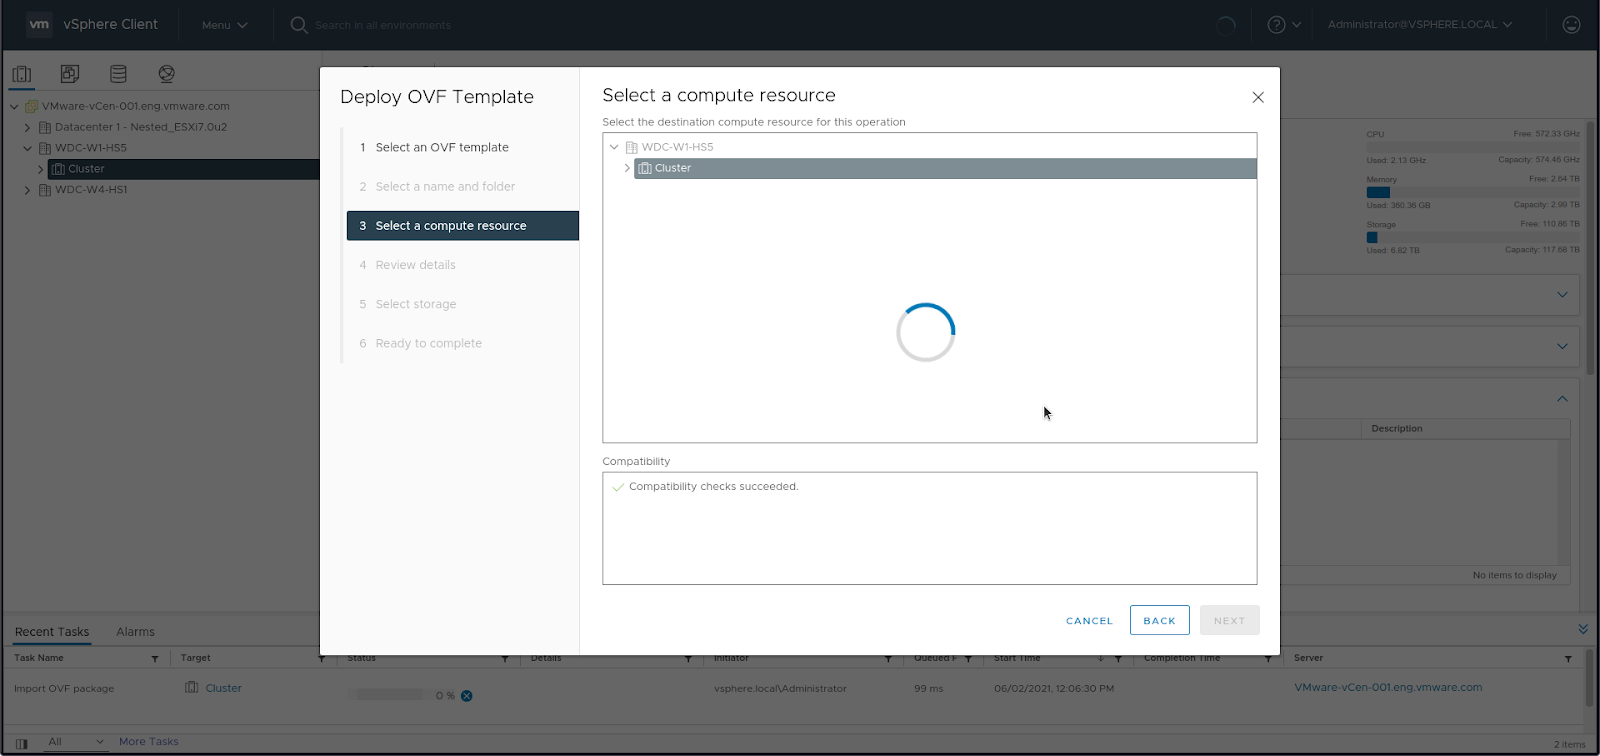 vm vSphere Client Menu Search in all environments Administrator@VSPHERE.LOCAL
VMware-vCen-001.eng.vmware.com
Datacenter 1 - Nested_ESXi7.0u2
WDC-W1-HS5
Cluster
WDC-W4-HS1
Deploy OVF Template
1 Select an OVF template
2 Select a name and folder
3 Select a compute resource
4 Review details
5 Select storage
6 Ready to complete
Select a compute resource
Select the destination compute resource for this operation
WDC-W1-HS5
Cluster
Compatibility
Compatibility checks succeeded.
CANCEL BACK NEXT
CPU Free: 572.33 GHz
Used: 2.13 GHz Capacity: 574.46 GHz
Memory Free: 2.64 TB
Used: 360.36 GB Capacity: 2.99 TB
Storage Free: 110.86 TB
Used: 6.82 TB Capacity: 117.68 TB
Description
No items to display
Recent Tasks Alarms
Task Name Target Status Details Initiator Queued F Start Time Completion Time Server
Import OVF package Cluster 0 % vsphere.local\Administrator 99 ms 06/02/2021, 12:06:30 PM VMware-vCen-001.eng.vmware.com
All More Tasks 2 items